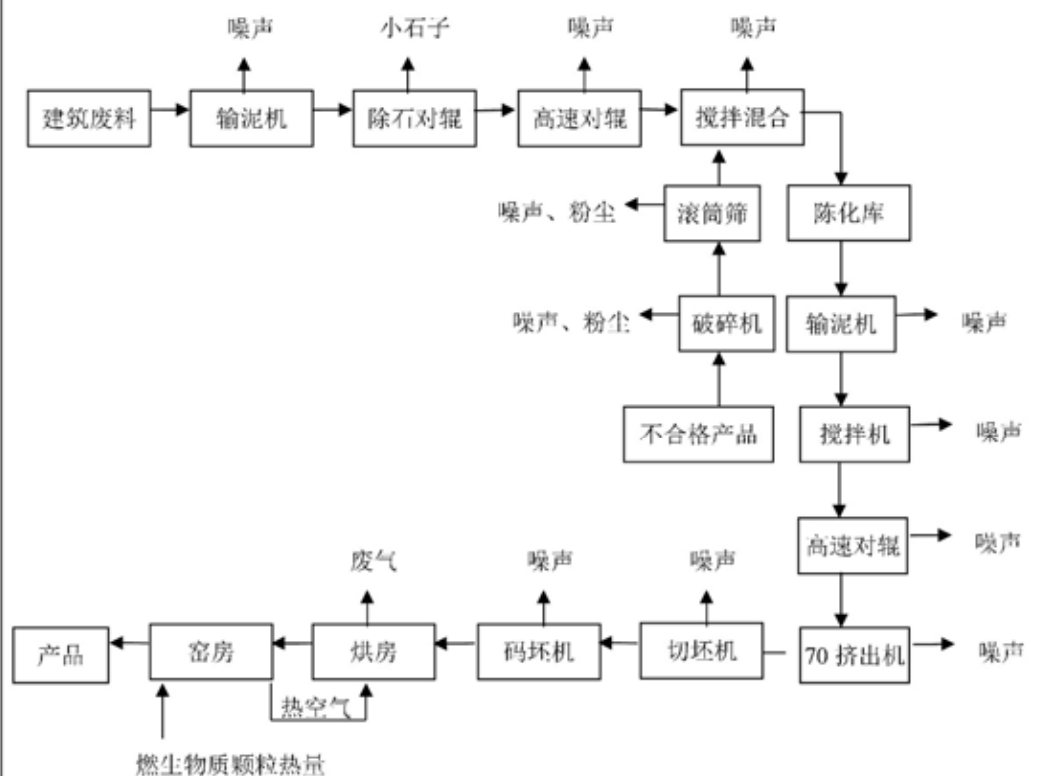 噪声
小石子
噪声
噪声
建筑废料
输泥机
除石对辊
高速对辊
搅拌混合
噪声、粉尘
滚筒筛
陈化库
噪声、粉尘
破碎机
输泥机
噪声
不合格产品
搅拌机
噪声
高速对辊
噪声
废气
噪声
噪声
产品
窑房
烘房
码坯机
切坯机
70 挤出机
噪声
热空气
燃生物质颗粒热量